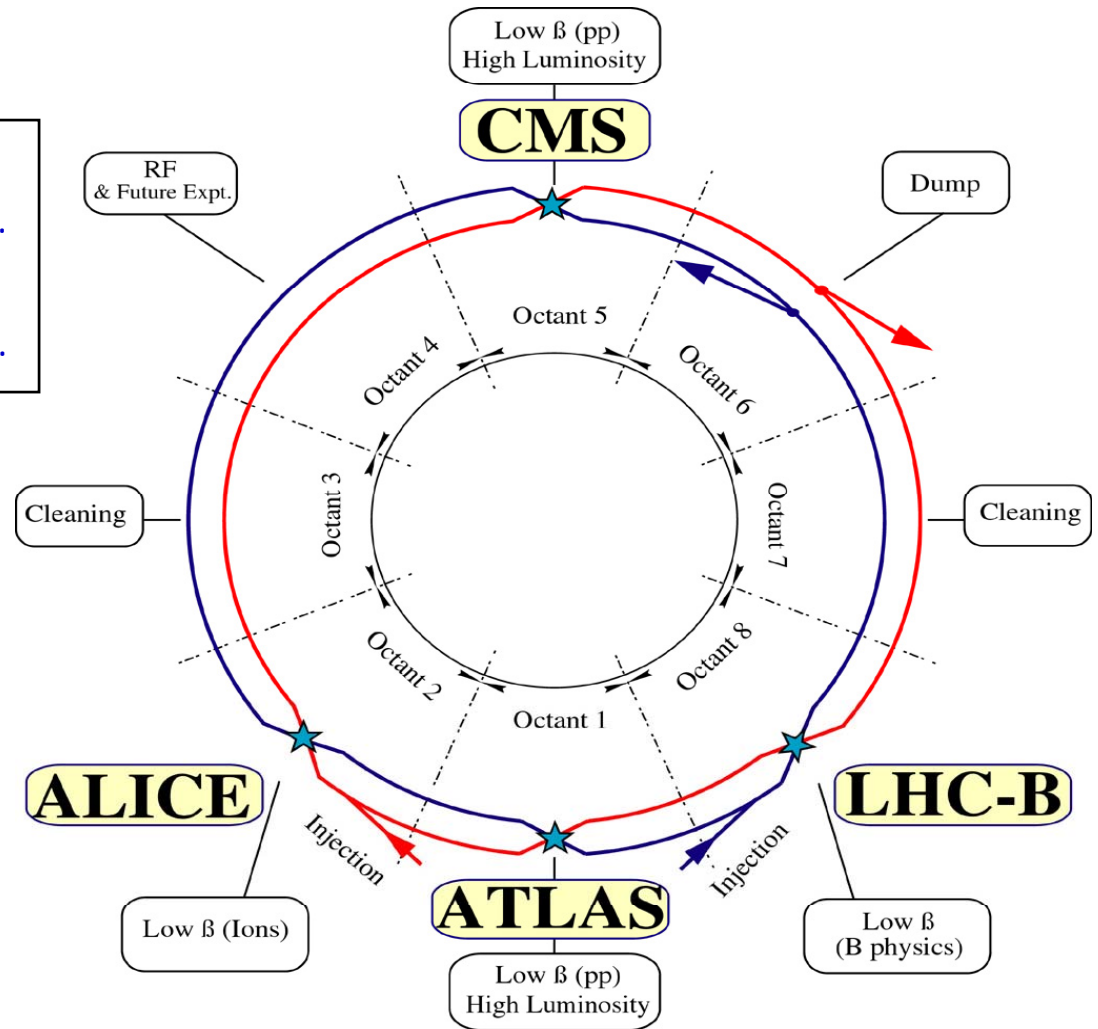 Low ß (pp)
High Luminosity
CMS
RF
& Future Expt.
Dump
.
.
Octant 5
Octant 4
Octant 6
Cleaning
Octant 3
Octant 7
Cleaning
Octant 2
Octant 8
Octant 1
ALICE
LHC-B
Injection
Injection
ATLAS
Low ß (Ions)
Low ß
(B physics)
Low ß (pp)
High Luminosity